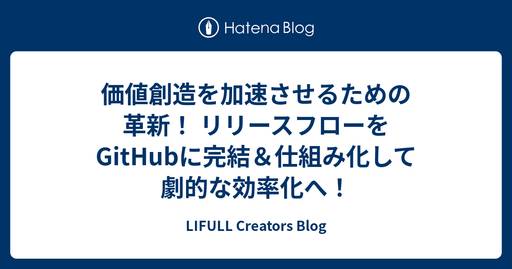 Hatena Blog
価値創造を加速させるための
革新! リリースフローを
GitHubに完結&仕組み化して
劇的な効率化へ!
LIFULL Creators Blog